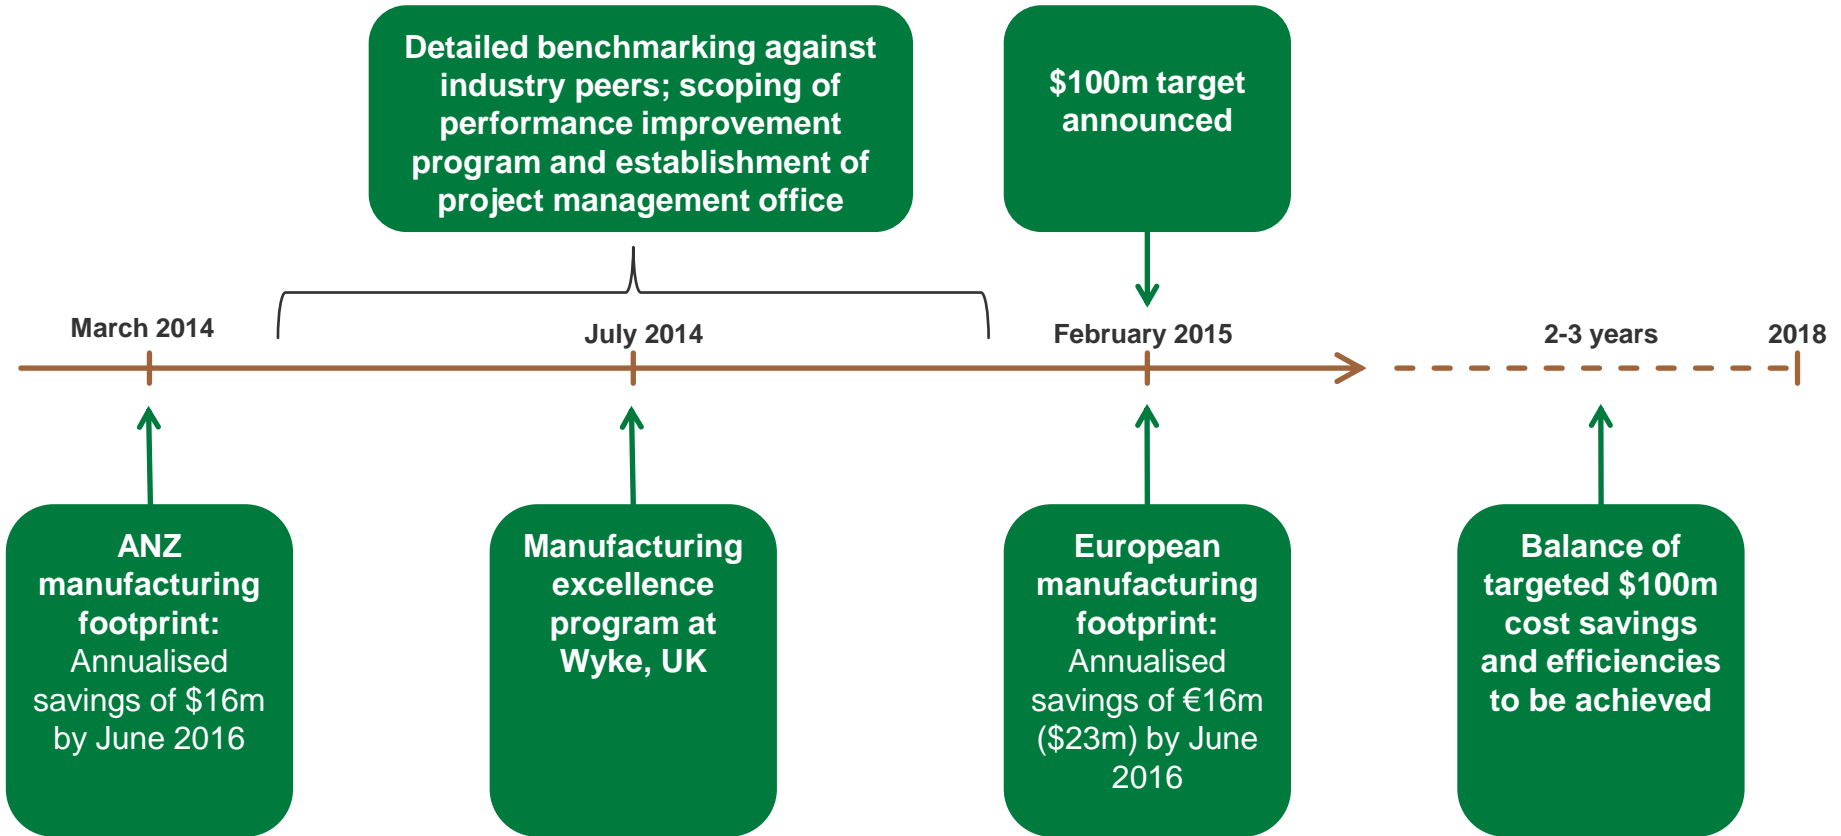 Detailed benchmarking against
industry peers; scoping of
performance improvement
program and establishment of
project management office
$100m target
announced
March 2014
July 2014
February 2015
2-3 years
2018
ANZ
manufacturing
footprint:
Annualised
savings of $16m
by June 2016
Manufacturing
excellence
program at
Wyke, UK
European
manufacturing
footprint:
Annualised
savings of €16m
($23m) by June
2016
Balance of
targeted $100m
cost savings
and efficiencies
to be achieved